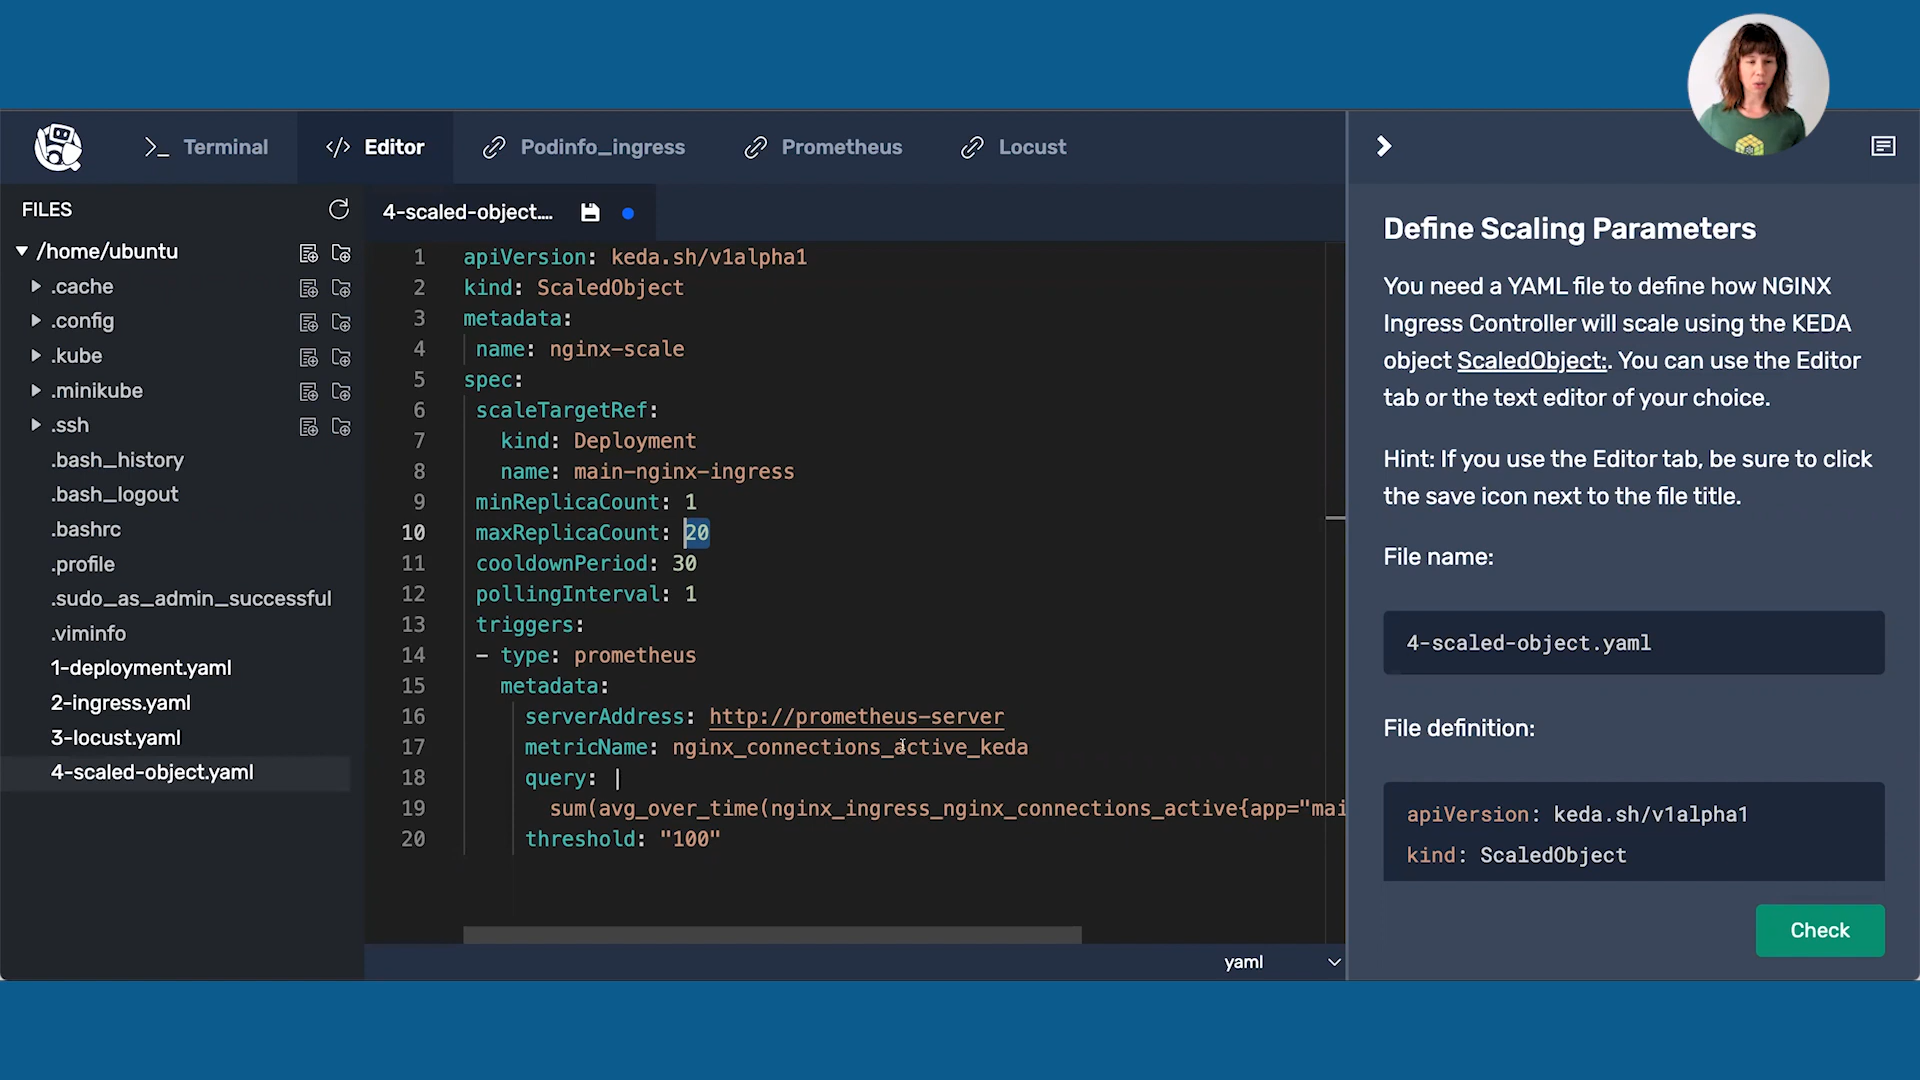 Terminal
</> Editor
Podinfo_ingress
Prometheus
Locust
FILES
/home/ubuntu
.cache
.config
.kube
.minikube
.ssh
.bash_history
.bash_logout
.bashrc
.profile
.sudo_as_admin_successful
.viminfo
1-deployment.yaml
2-ingress.yaml
3-locust.yaml
4-scaled-object.yaml
4-scaled-object....
1 apiVersion: keda.sh/v1alpha1
2 kind: ScaledObject
3 metadata:
4 name: nginx-scale
5 spec:
6 scaleTargetRef:
7 kind: Deployment
8 name: main-nginx-ingress
9 minReplicaCount: 1
10 maxReplicaCount: 20
11 cooldownPeriod: 30
12 pollingInterval: 1
13 triggers:
14 - type: prometheus
15 metadata:
16 serverAddress: http://prometheus-server
17 metricName: nginx_connections_active_keda
18 query: |
19 sum(avg_over_time(nginx_ingress_nginx_connections_active{app="mai
20 threshold: "100"
yaml
Define Scaling Parameters
You need a YAML file to define how NGINX
Ingress Controller will scale using the KEDA
object ScaledObject:. You can use the Editor
tab or the text editor of your choice.
Hint: If you use the Editor tab, be sure to click
the save icon next to the file title.
File name:
4-scaled-object.yaml
File definition:
apiVersion: keda.sh/v1alpha1
kind: ScaledObject
Check